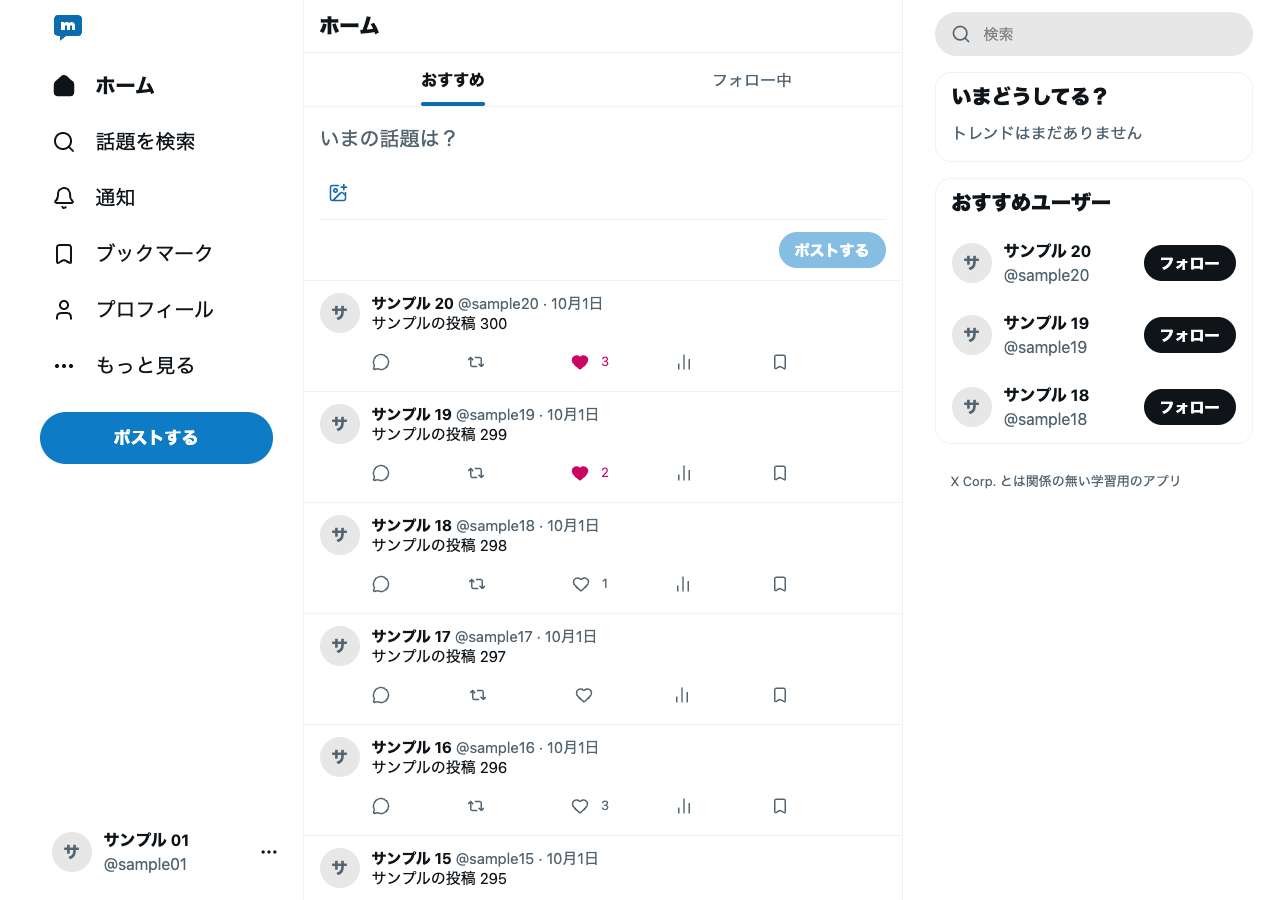 m
ホーム
話題を検索
通知
ブックマーク
プロフィール
もっと見る
ポストする
サ
サンプル 01
@sample01
ホーム
おすすめ
フォロー中
いまの話題は？
ポストする
サ
サンプル 20 @sample20 · 10月1日
サンプルの投稿 300
3
サ
サンプル 19 @sample19 · 10月1日
サンプルの投稿 299
2
サ
サンプル 18 @sample18 · 10月1日
サンプルの投稿 298
1
サ
サンプル 17 @sample17 · 10月1日
サンプルの投稿 297
サ
サンプル 16 @sample16 · 10月1日
サンプルの投稿 296
3
サ
サンプル 15 @sample15 · 10月1日
サンプルの投稿 295
検索
いまどうしてる？
トレンドはまだありません
おすすめユーザー
サ
サンプル 20
@sample20
フォロー
サ
サンプル 19
@sample19
フォロー
サ
サンプル 18
@sample18
フォロー
X Corp. とは関係の無い学習用のアプリ